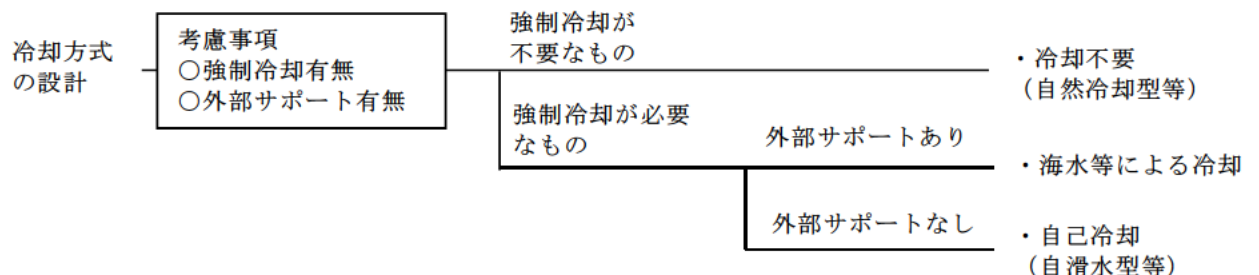 冷却方式
の設計
考慮事項
○強制冷却有無
○外部サポート有無
強制冷却が
不要なもの
・冷却不要
（自然冷却型等）
強制冷却が必要
なもの
外部サポートあり
・海水等による冷却
外部サポートなし
・自己冷却
（自滑水型等）